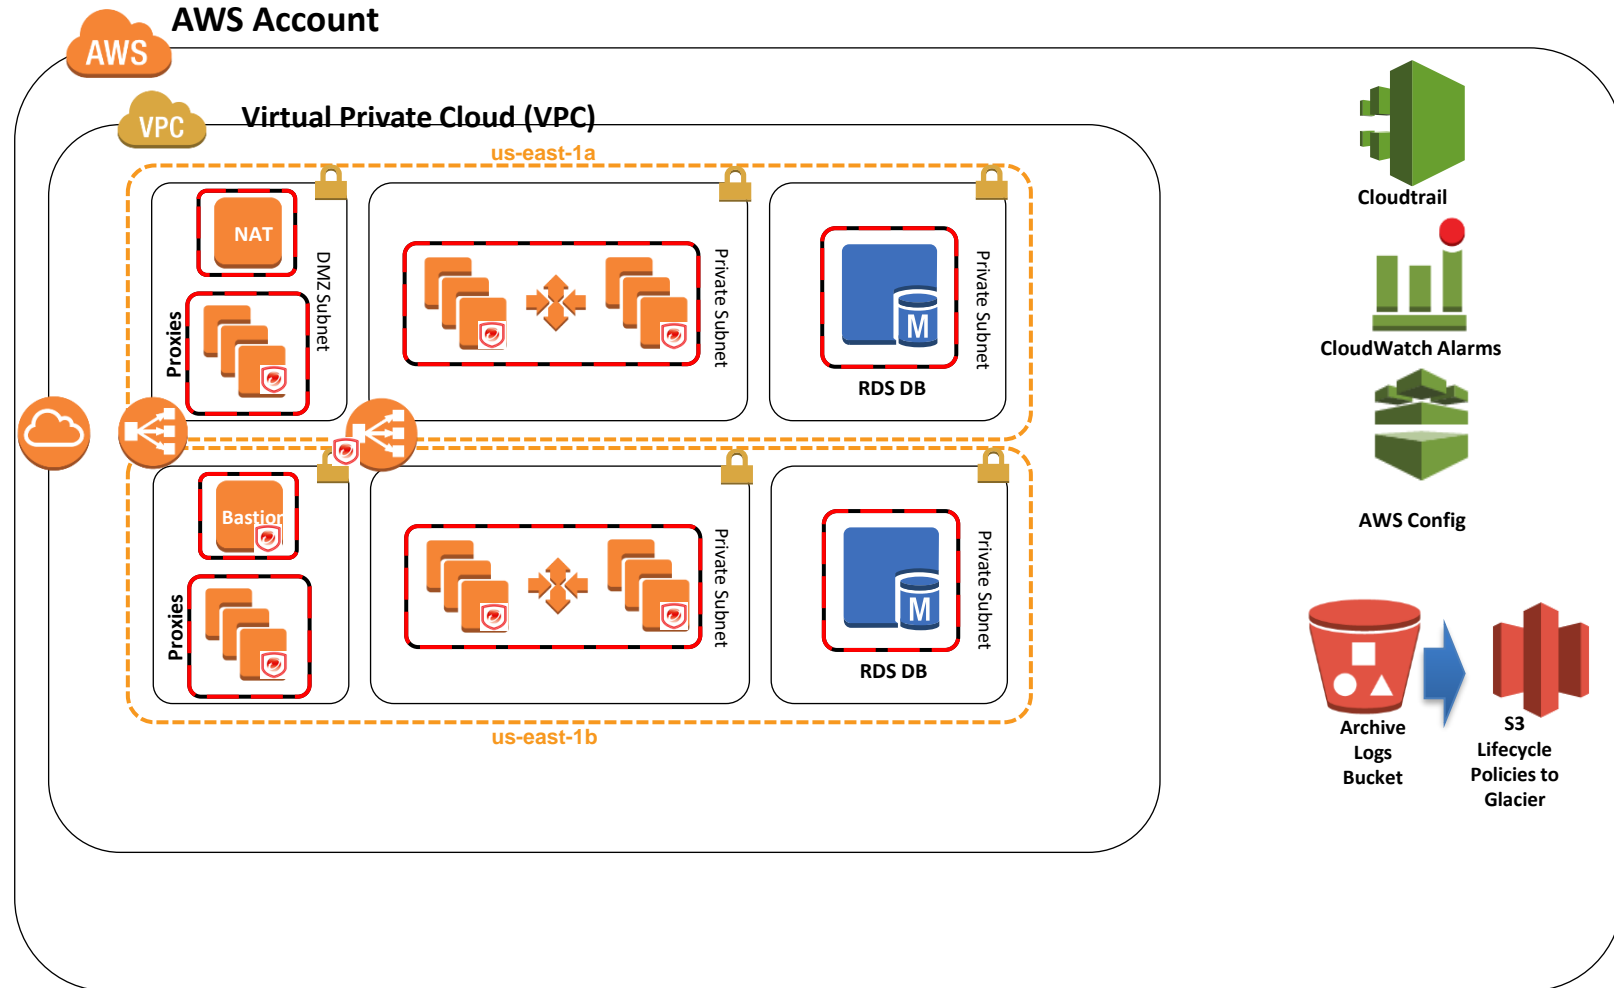 AWS Account
AWS
Virtual Private Cloud (VPC)
VPC
us-east-1a
NAT
DMZ Subnet
Proxies
Private Subnet
M
RDS DB
Private Subnet
Bastion
Proxies
Private Subnet
M
RDS DB
Private Subnet
us-east-1b
Cloudtrail
CloudWatch Alarms
AWS Config
Archive
Logs
Bucket
S3
Lifecycle
Policies to
Glacier